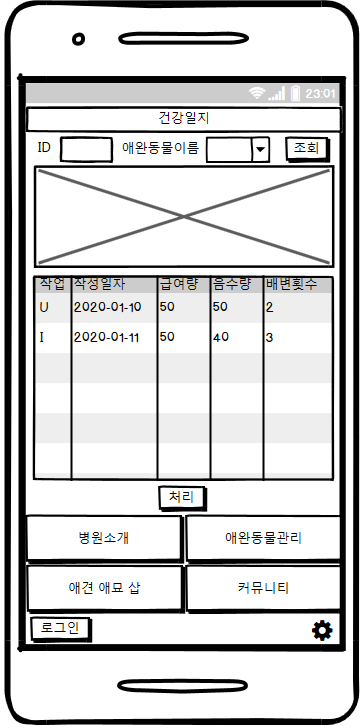 23:01
건강일지
ID 애완동물이름 조회
작업 작성일자 급여량 음수량 배변횟수
U 2020-01-10 50 50 2
I 2020-01-11 50 40 3
처리
병원소개 애완동물관리
애견 애묘 샵 커뮤니티
로그인